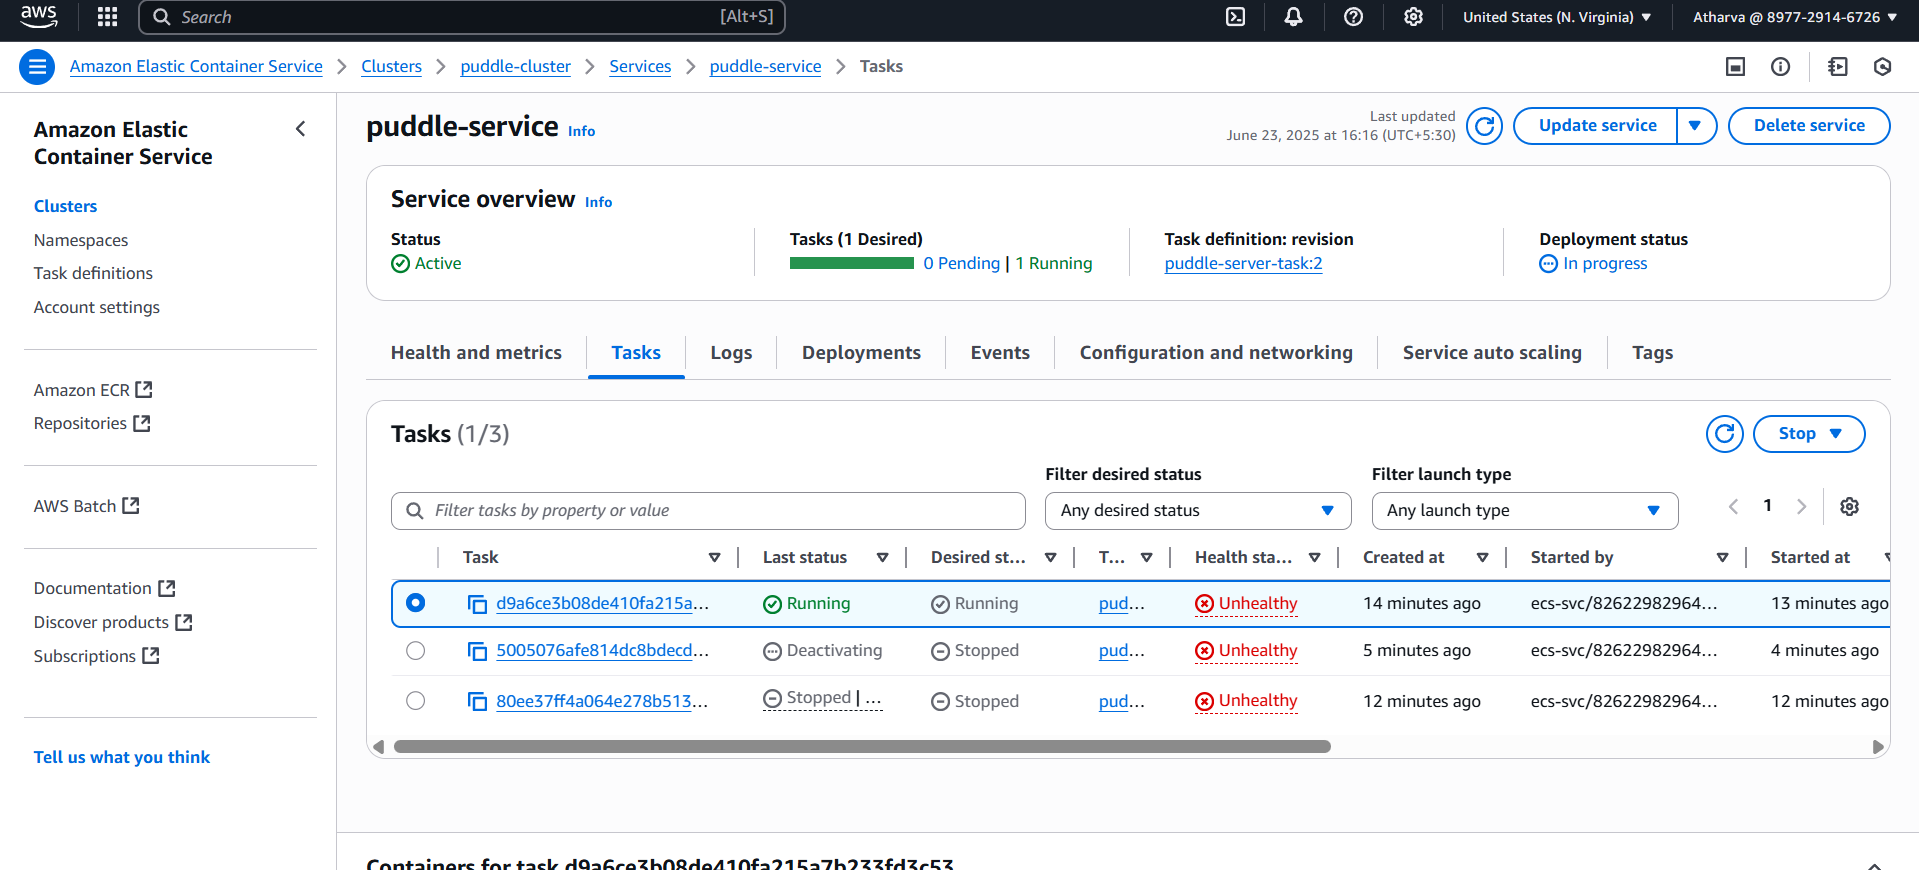 aws
Search
[Alt+S]
United States (N. Virginia)
Atharva @ 8977-2914-6726
Amazon Elastic Container Service
Clusters
puddle-cluster
Services
puddle-service
Tasks
Amazon Elastic
Container Service
Clusters
Namespaces
Task definitions
Account settings
Amazon ECR
Repositories
AWS Batch
Documentation
Discover products
Subscriptions
Tell us what you think
puddle-service Info
Last updated
June 23, 2025 at 16:16 (UTC+5:30)
Update service
Delete service
Service overview Info
Status
Active
Tasks (1 Desired)
0 Pending | 1 Running
Task definition: revision
puddle-server-task:2
Deployment status
In progress
Health and metrics
Tasks
Logs
Deployments
Events
Configuration and networking
Service auto scaling
Tags
Tasks (1/3)
Stop
Filter desired status
Filter launch type
Filter tasks by property or value
Any desired status
Any launch type
1
Task Last status Desired st... T... Health sta... Created at Started by Started at
d9a6ce3b08de410fa215a... Running Running pud... Unhealthy 14 minutes ago ecs-svc/82622982964... 13 minutes ago
5005076afe814dc8bdecd... Deactivating Stopped pud... Unhealthy 5 minutes ago ecs-svc/82622982964... 4 minutes ago
80ee37ff4a064e278b513... Stopped | ... Stopped pud... Unhealthy 12 minutes ago ecs-svc/82622982964... 12 minutes ago
Containers for task d9a6ce3b08de410fa215a7b233fd3c53